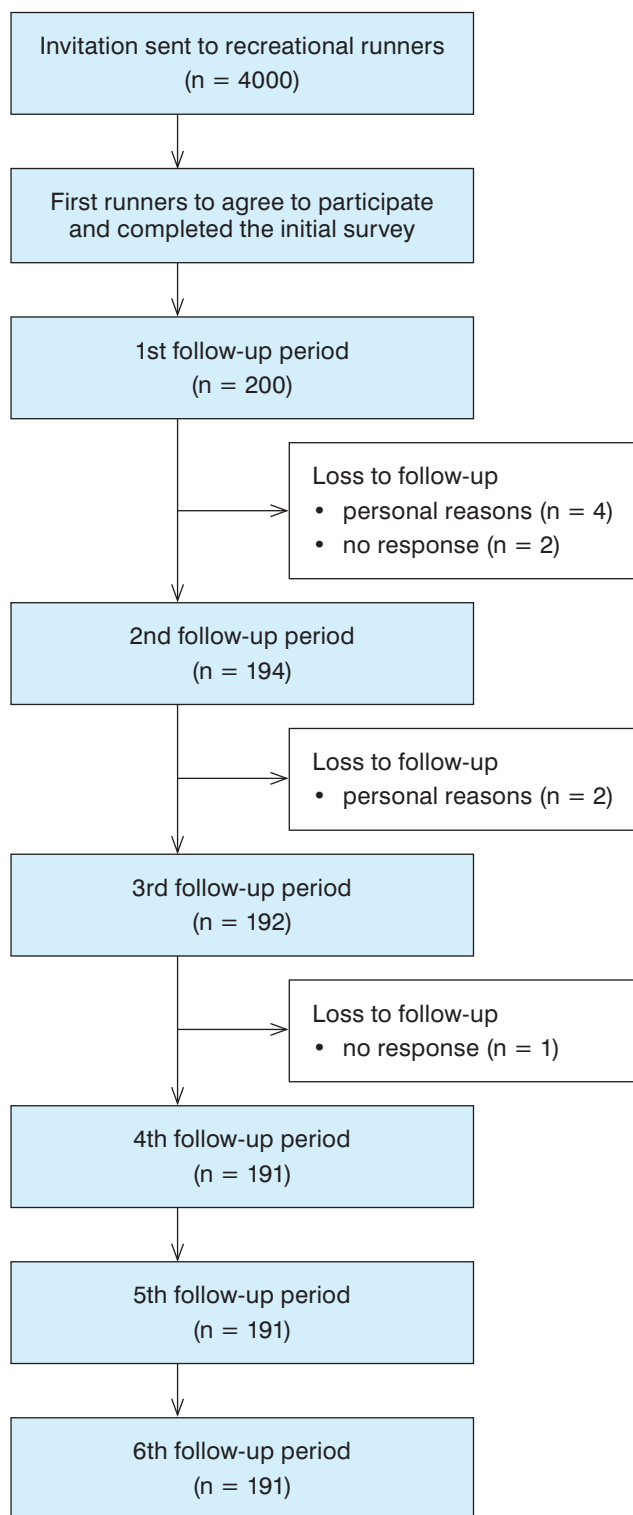 Invitation sent to recreational runners
(n = 4000)
First runners to agree to participate
and completed the initial survey
1st follow-up period
(n = 200)
Loss to follow-up
• personal reasons (n = 4)
• no response (n = 2)
2nd follow-up period
(n = 194)
Loss to follow-up
• personal reasons (n = 2)
3rd follow-up period
(n = 192)
Loss to follow-up
• no response (n = 1)
4th follow-up period
(n = 191)
5th follow-up period
(n = 191)
6th follow-up period
(n = 191)